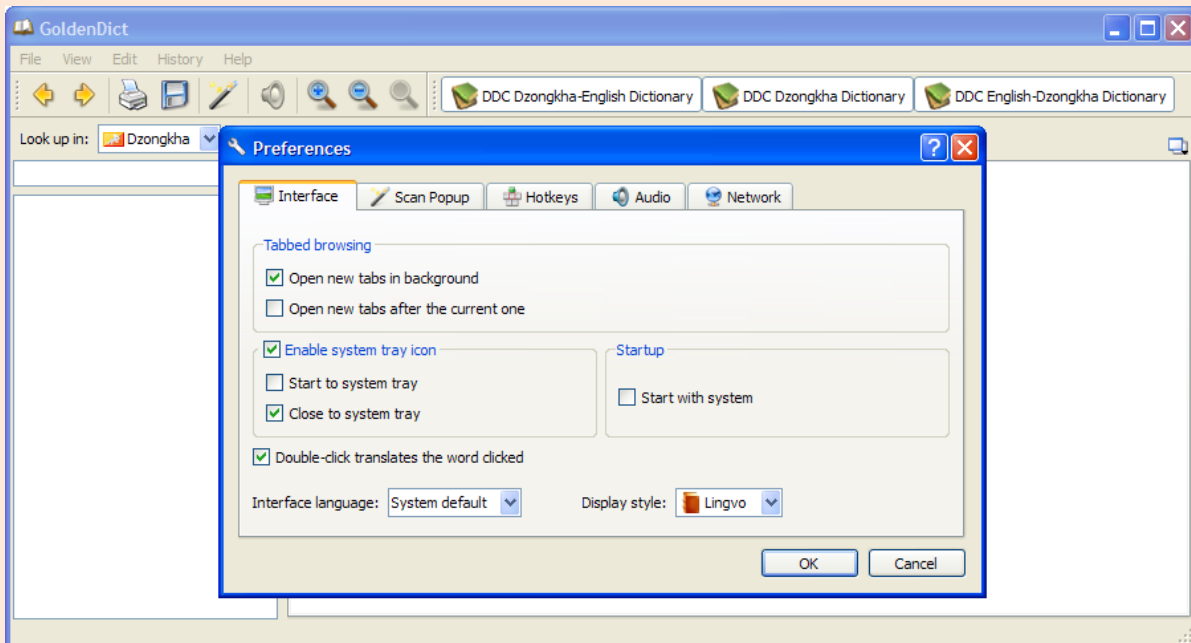 GoldenDict
File View Edit History Help
DDC Dzongkha-English Dictionary DDC Dzongkha Dictionary DDC English-Dzongkha Dictionary
Look up in: Dzongkha
Preferences
Interface Scan Popup Hotkeys Audio Network
Tabbed browsing
Open new tabs in background
Open new tabs after the current one
Enable system tray icon
Start to system tray
Close to system tray
Startup
Start with system
Double-click translates the word clicked
Interface language: System default Display style: Lingvo
OK Cancel